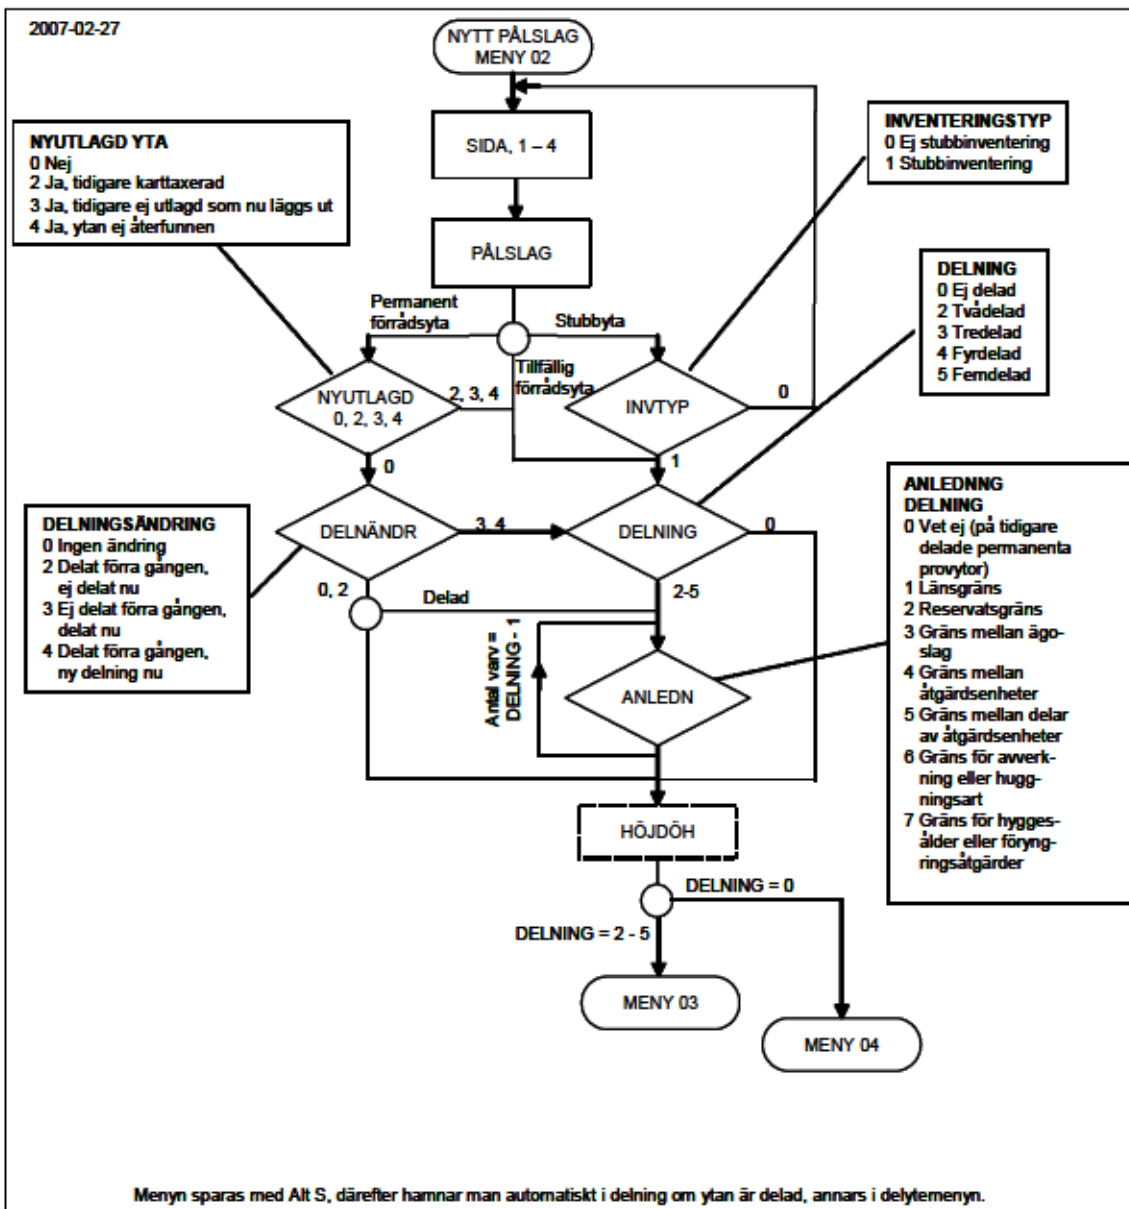 2007-02-27
NYTT PÅLSLAG
MENY 02
SIDA, 1 – 4
PÅLSLAG
NYUTLAGD YTA
0 Nej
2 Ja, tidigare karttaxerad
3 Ja, tidigare ej utlagd som nu läggs ut
4 Ja, ytan ej återfunnen
INVENTERINGSTYP
0 Ej stubbinventering
1 Stubbinventering
DELNING
0 Ej delad
2 Tvådelad
3 Tredelad
4 Fyrdelad
5 Femdelad
Permanent
förrådsyta
Stubbyta
Tillfällig
förrådsyta
NYUTLAGD
0, 2, 3, 4
2, 3, 4
INVTYP
0
0
1
DELNINGSÄNDRING
0 Ingen ändring
2 Delat förra gången,
ej delat nu
3 Ej delat förra gången,
delat nu
4 Delat förra gången,
ny delning nu
DELNÄNDR
3, 4
DELNING
0
0, 2
Delad
2-5
Antal varv =
DELNING - 1
ANLEDN
ANLEDNNG
DELNING
0 Vet ej (på tidigare
delade permanenta
provytor)
1 Länsgräns
2 Reservatsgräns
3 Gräns mellan ägo-
slag
4 Gräns mellan
åtgärdsenheter
5 Gräns mellan delar
av åtgärdsenheter
6 Gräns för avverk-
ning eller hugg-
ningsart
7 Gräns för hygges-
ålder eller föryng-
ringsåtgärder
HÖJDÖH
DELNING = 0
DELNING = 2 - 5
MENY 03
MENY 04
Menyn sparas med Alt S, därefter hamnar man automatiskt i delning om ytan är delad, annars i delytemenyn.